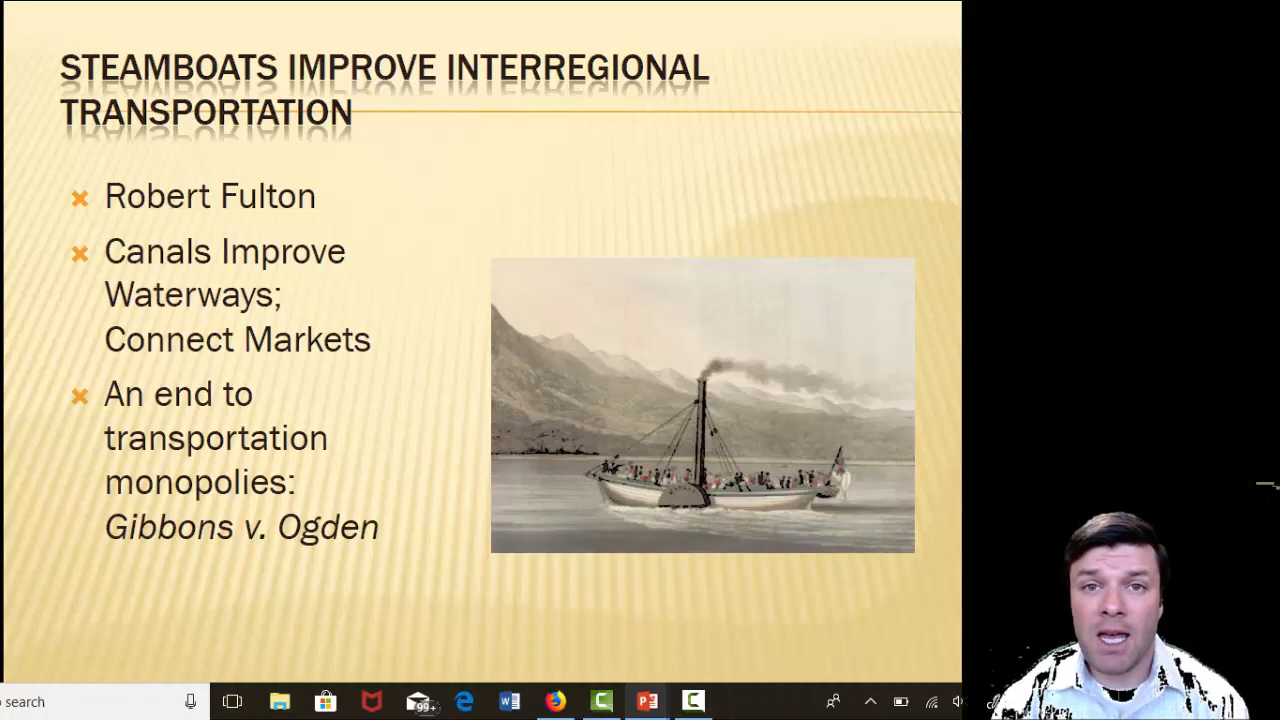 STEAMBOATS IMPROVE INTERREGIONAL
TRANSPORTATION
Robert Fulton
Canals Improve
Waterways;
Connect Markets
An end to
transportation
monopolies:
Gibbons v. Ogden
search
99+